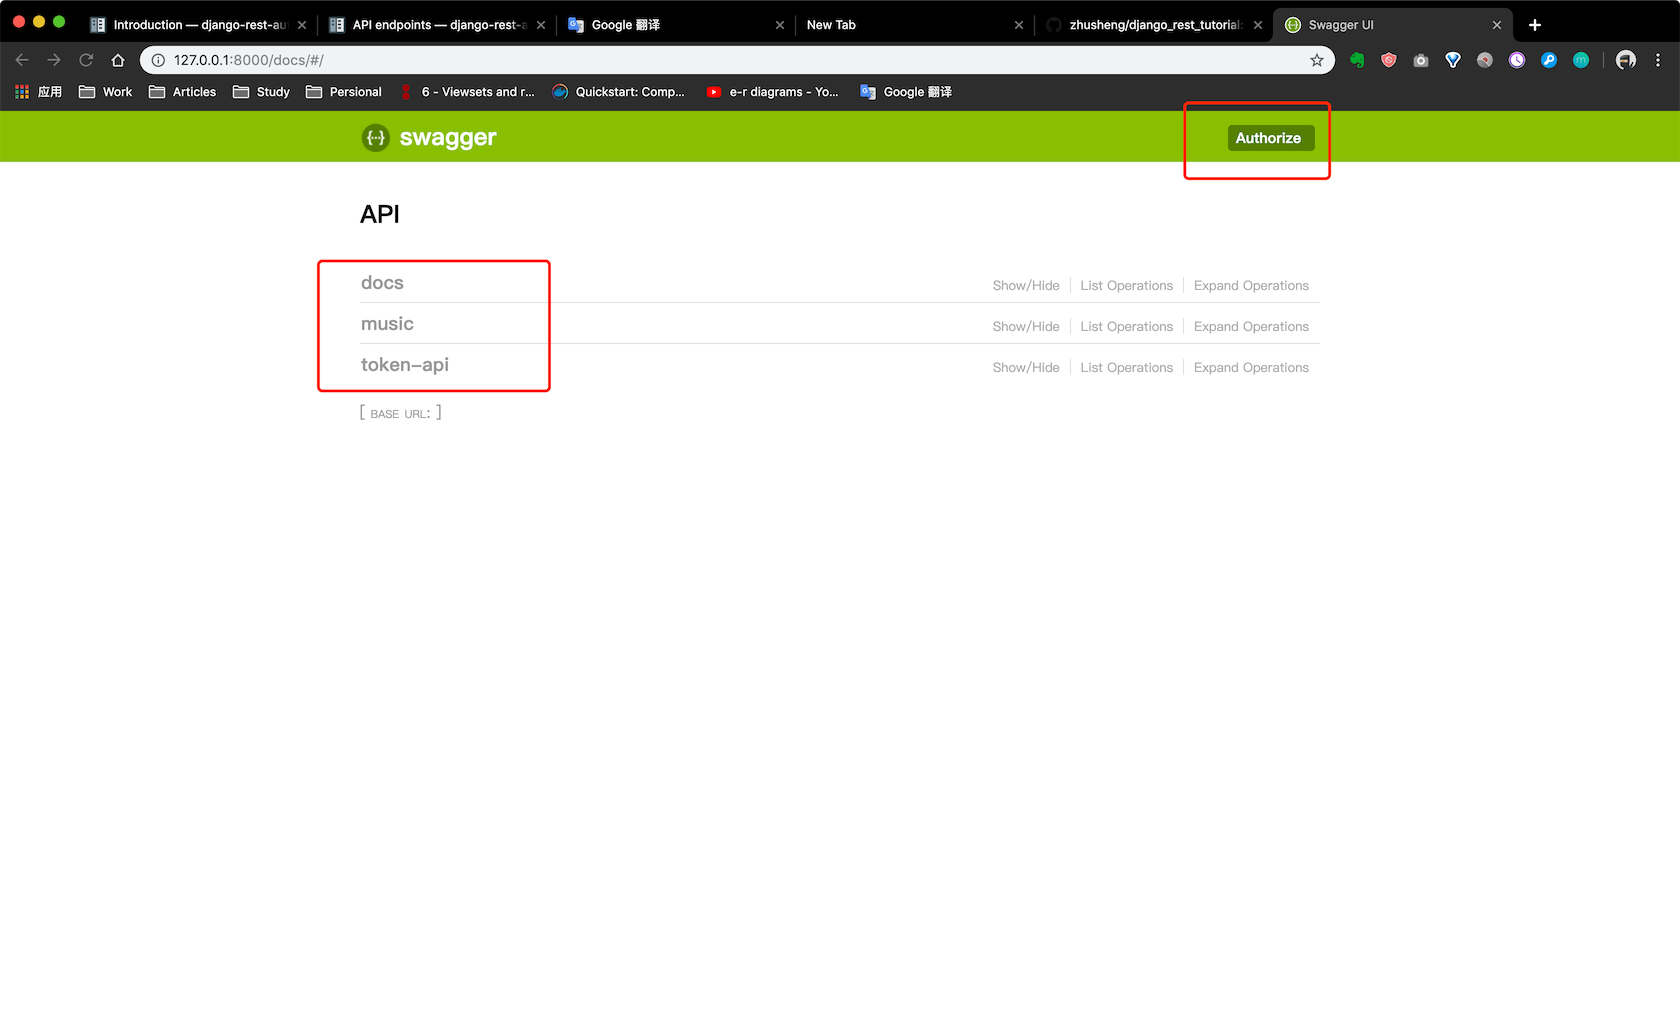 Introduction — django-rest-au
API endpoints — django-rest-a
Google 翻译
New Tab
zhusheng/django_rest_tutorial:
Swagger UI
127.0.0.1:8000/docs/#/
应用
Work
Articles
Study
Persional
6 - Viewsets and r...
Quickstart: Comp...
e-r diagrams - Yo...
Google 翻译
{···} swagger
Authorize
API
docs
Show/Hide
List Operations
Expand Operations
music
Show/Hide
List Operations
Expand Operations
token-api
Show/Hide
List Operations
Expand Operations
[ BASE URL: ]